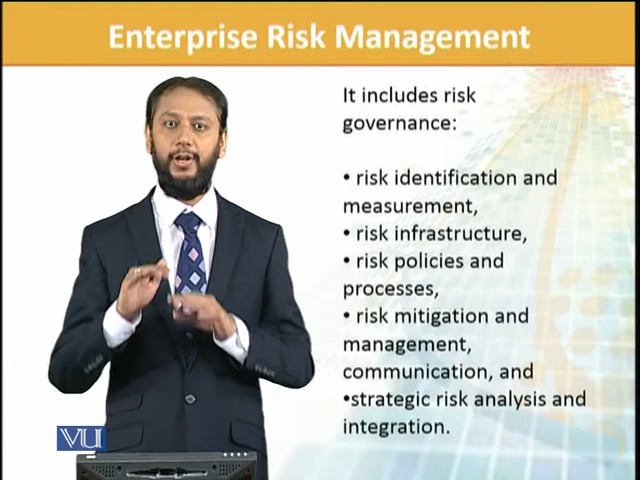 Enterprise Risk Management
It includes risk
governance:
• risk identification and
measurement,
• risk infrastructure,
• risk policies and
processes,
• risk mitigation and
management,
communication, and
•strategic risk analysis and
integration.
VU